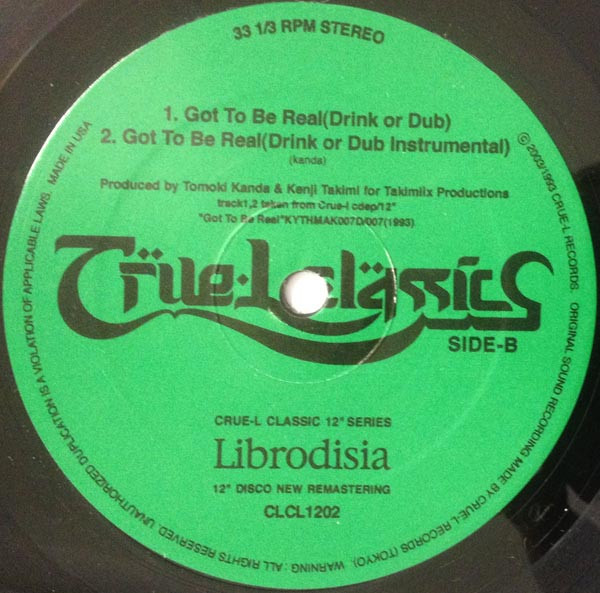 33 1/3 RPM STEREO
1. Got To Be Real(Drink or Dub)
2. Got To Be Real(Drink or Dub Instrumental)
(kanda)
Produced by Tomoki Kanda & Kenji Takimi for Takimiix Productions
track1,2 taken from Crue-l cdep/12"
"Got To Be Real"KYTHMAK007D/007(1993)
Crüe-L clässics
SIDE-B
CRUE-L CLASSIC 12" SERIES
Librodisia
12" DISCO NEW REMASTERING
CLCL1202
© 2003/1993 CRUE-L RECORDS. ORIGINAL SOUND RECORDING MADE BY CRUE-L RECORDS (TOKYO). WARNING : ALL RIGHTS RESERVED. UNAUTHORIZED DUPLICATION IS A VIOLATION OF APPLICABLE LAWS. MADE IN USA